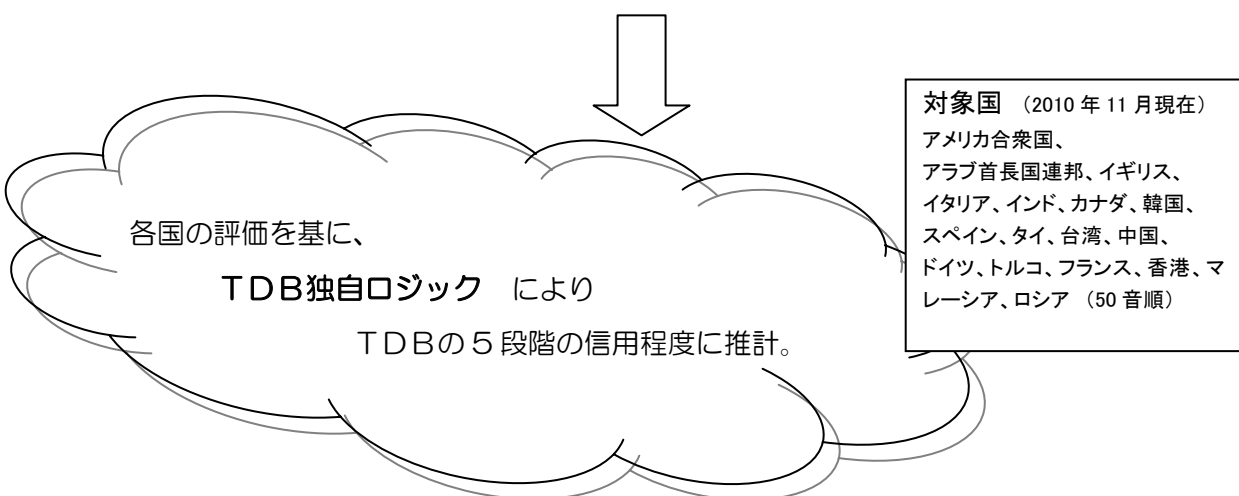 対象国 （2010 年 11 月現在）
アメリカ合衆国、
アラブ首長国連邦、イギリス、
イタリア、インド、カナダ、韓国、
スペイン、タイ、台湾、中国、
ドイツ、トルコ、フランス、香港、マ
レーシア、ロシア （50 音順）
各国の評価を基に、
ＴＤＢ独自ロジック により
ＴＤＢの５段階の信用程度に推計。